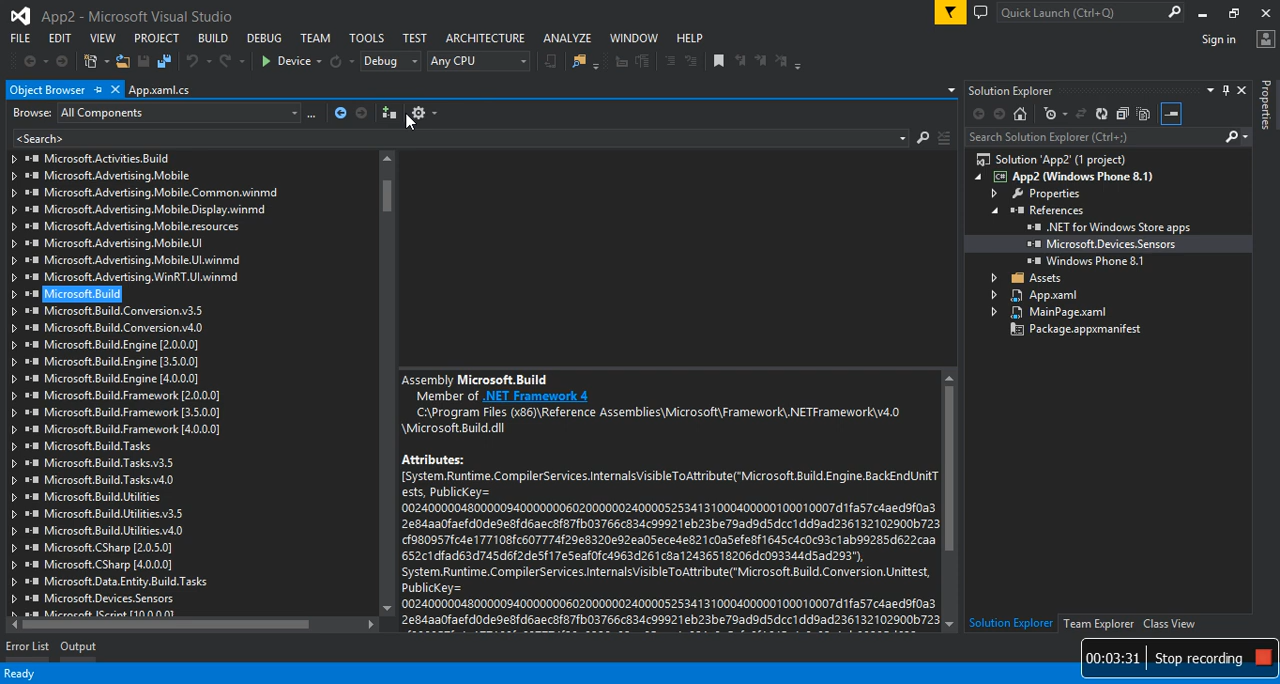 App2 - Microsoft Visual Studio
Quick Launch (Ctrl+Q)
FILE EDIT VIEW PROJECT BUILD DEBUG TEAM TOOLS TEST ARCHITECTURE ANALYZE WINDOW HELP
Sign in
Device Debug Any CPU
Object Browser App.xaml.cs
Browse: All Components ...
<Search>
Microsoft.Activities.Build
Microsoft.Advertising.Mobile
Microsoft.Advertising.Mobile.Common.winmd
Microsoft.Advertising.Mobile.Display.winmd
Microsoft.Advertising.Mobile.resources
Microsoft.Advertising.Mobile.UI
Microsoft.Advertising.Mobile.UI.winmd
Microsoft.Advertising.WinRT.UI.winmd
Microsoft.Build
Microsoft.Build.Conversion.v3.5
Microsoft.Build.Conversion.v4.0
Microsoft.Build.Engine [2.0.0.0]
Microsoft.Build.Engine [3.5.0.0]
Microsoft.Build.Engine [4.0.0.0]
Microsoft.Build.Framework [2.0.0.0]
Microsoft.Build.Framework [3.5.0.0]
Microsoft.Build.Framework [4.0.0.0]
Microsoft.Build.Tasks
Microsoft.Build.Tasks.v3.5
Microsoft.Build.Tasks.v4.0
Microsoft.Build.Utilities
Microsoft.Build.Utilities.v3.5
Microsoft.Build.Utilities.v4.0
Microsoft.CSharp [2.0.5.0]
Microsoft.CSharp [4.0.0.0]
Microsoft.Data.Entity.Build.Tasks
Microsoft.Devices.Sensors
Microsoft.JScript [10.0.0.0]
Assembly Microsoft.Build
Member of .NET Framework 4
C:\Program Files (x86)\Reference Assemblies\Microsoft\Framework\.NETFramework\v4.0
\Microsoft.Build.dll
Attributes:
[System.Runtime.CompilerServices.InternalsVisibleToAttribute("Microsoft.Build.Engine.BackEndUnitT
ests, PublicKey=
002400000480000094000000060200000024000052534131000400000100010007d1fa57c4aed9f0a3
2e84aa0faefd0de9e8fd6aec8f87fb03766c834c99921eb23be79ad9d5dcc1dd9ad236132102900b723
cf980957fc4e177108fc607774f29e8320e92ea05ece4e821c0a5efe8f1645c4c0c93c1ab99285d622caa
652c1dfad63d745d6f2de5f17e5eaf0fc4963d261c8a12436518206dc093344d5ad293"),
System.Runtime.CompilerServices.InternalsVisibleToAttribute("Microsoft.Build.Conversion.Unittest,
PublicKey=
002400000480000094000000060200000024000052534131000400000100010007d1fa57c4aed9f0a3
2e84aa0faefd0de9e8fd6aec8f87fb03766c834c99921eb23be79ad9d5dcc1dd9ad236132102900b723
Solution Explorer
Search Solution Explorer (Ctrl+;)
Solution 'App2' (1 project)
App2 (Windows Phone 8.1)
Properties
References
.NET for Windows Store apps
Microsoft.Devices.Sensors
Windows Phone 8.1
Assets
App.xaml
MainPage.xaml
Package.appxmanifest
Solution Explorer Team Explorer Class View
Properties
Error List Output
00:03:31 Stop recording
Ready